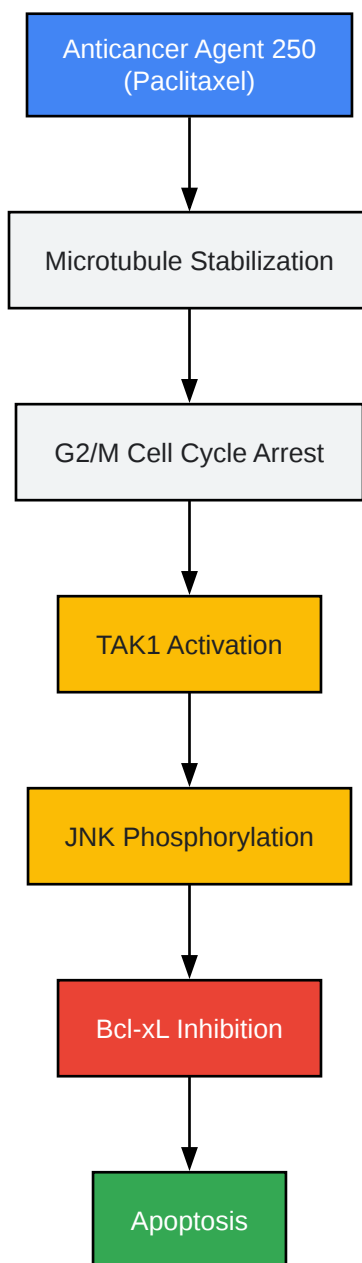 Anticancer Agent 250
(Paclitaxel)
Microtubule Stabilization
G2/M Cell Cycle Arrest
TAK1 Activation
JNK Phosphorylation
Bcl-xL Inhibition
Apoptosis